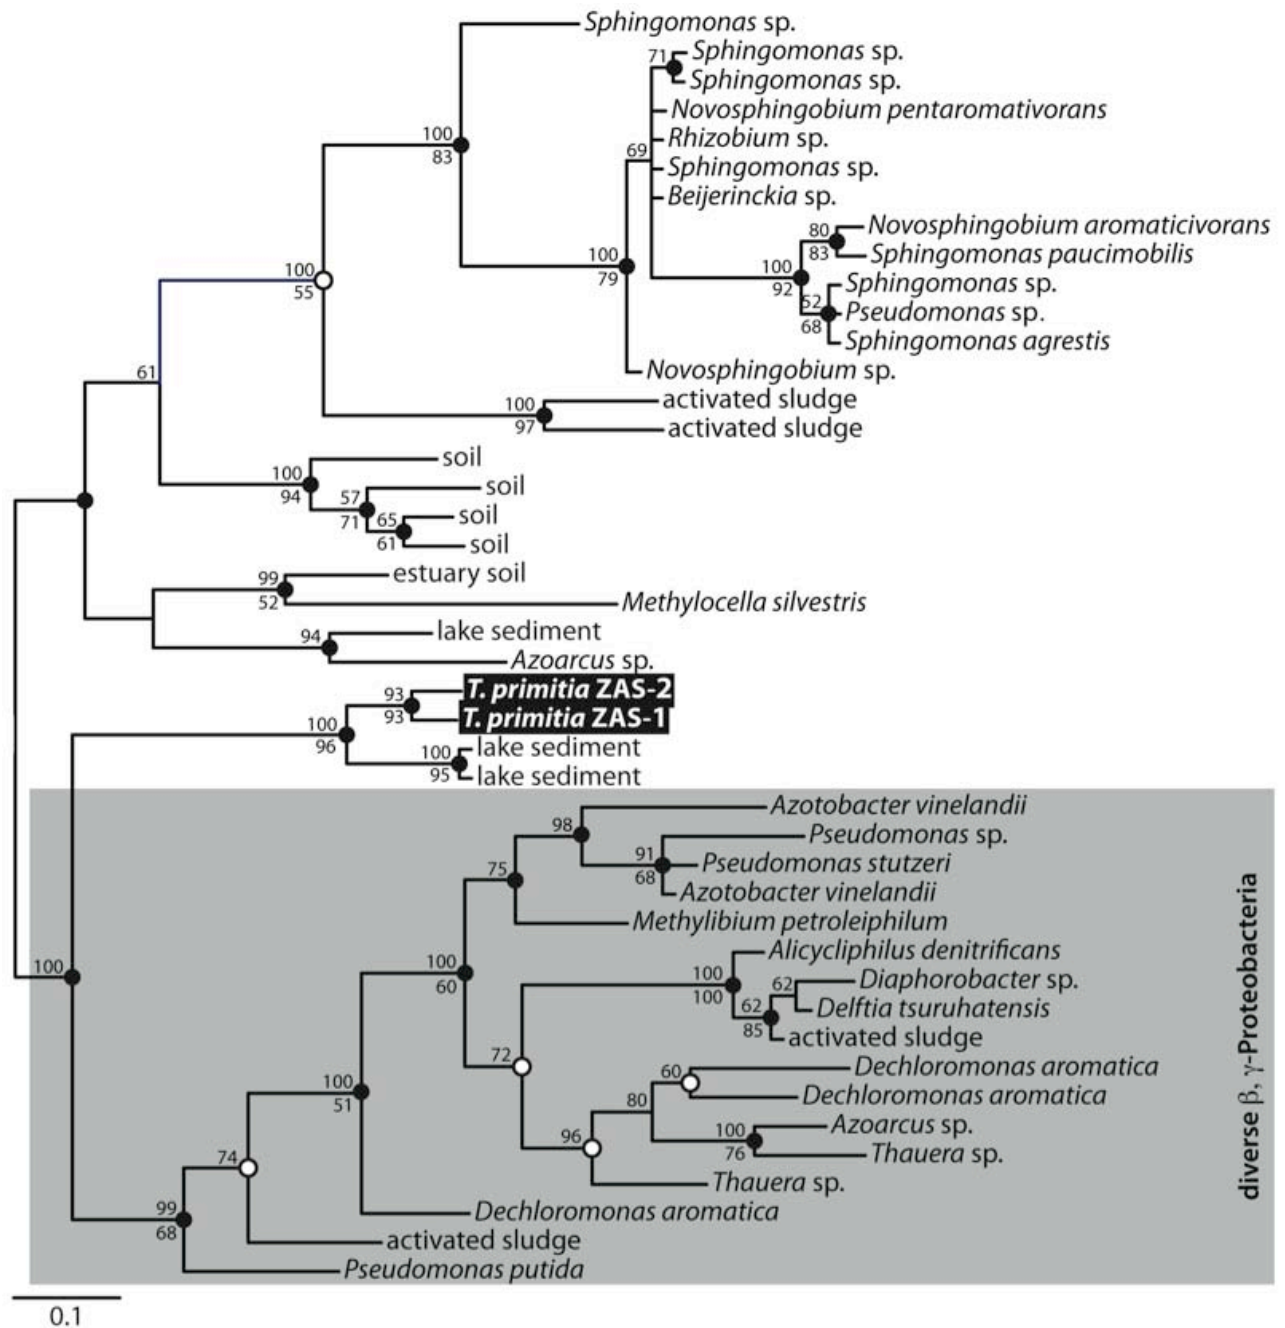 Sphingomonas sp.
71
Sphingomonas sp.
Sphingomonas sp.
Novosphingobium pentaromativorans
100
83
Rhizobium sp.
69
Sphingomonas sp.
Beijerinckia sp.
Novosphingobium aromaticivorans
80
83
Sphingomonas paucimobilis
100
55
100
79
100
92
Sphingomonas sp.
52
68
Pseudomonas sp.
Sphingomonas agrestis
61
Novosphingobium sp.
100
97
activated sludge
activated sludge
soil
100
94
soil
57
71
soil
65
61
soil
estuary soil
99
52
Methylocella silvestris
lake sediment
94
Azoarcus sp.
T. primitia ZAS-2
93
93
T. primitia ZAS-1
100
96
lake sediment
100
95
lake sediment
Azotobacter vinelandii
98
Pseudomonas sp.
91
68
Pseudomonas stutzeri
75
Azotobacter vinelandii
Methylibium petroleiphilum
Alicycliphilus denitrificans
100
100
60
100
100
Diaphorobacter sp.
62
Delftia tsuruhatensis
62
85
activated sludge
72
Dechloromonas aromatica
60
Dechloromonas aromatica
100
51
80
Azoarcus sp.
100
76
96
Thauera sp.
74
Thauera sp.
Dechloromonas aromatica
99
68
activated sludge
Pseudomonas putida
diverse β, γ-Proteobacteria
0.1